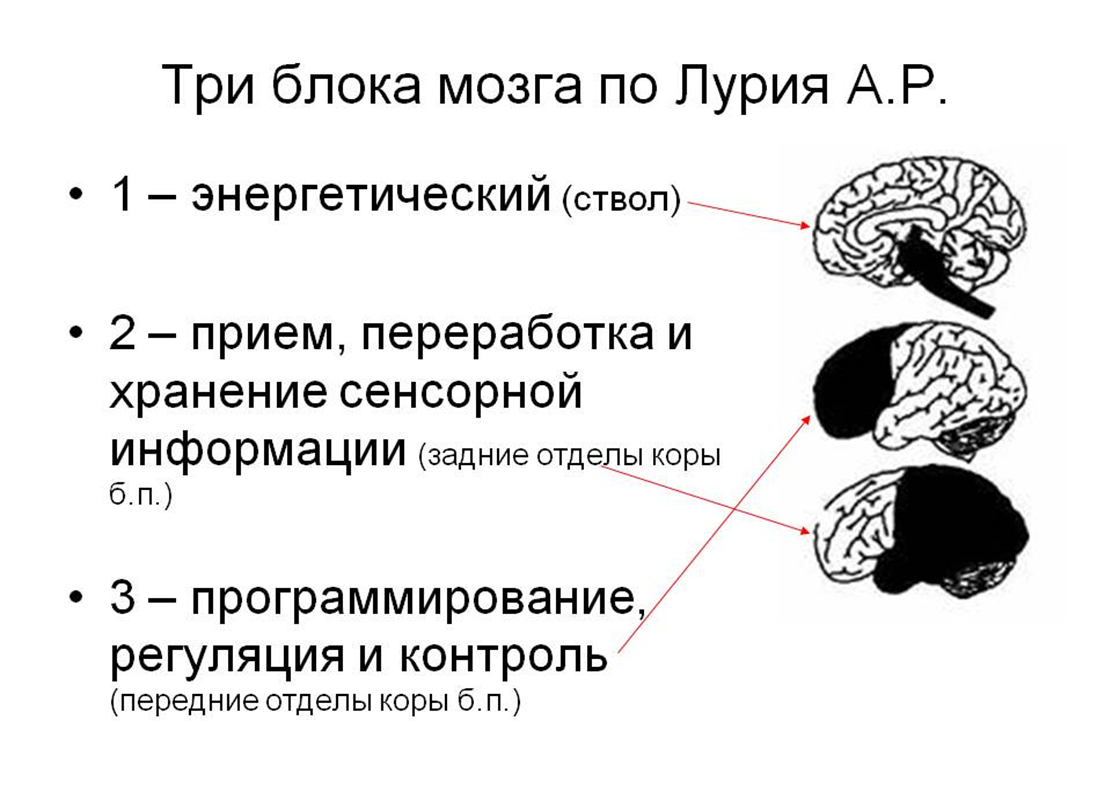 Три блока мозга по Лурия А.Р.
• 1 – энергетический (ствол)
• 2 – прием, переработка и
хранение сенсорной
информации (задние отделы коры
б.п.)
• 3 – программирование,
регуляция и контроль
(передние отделы коры б.п.)